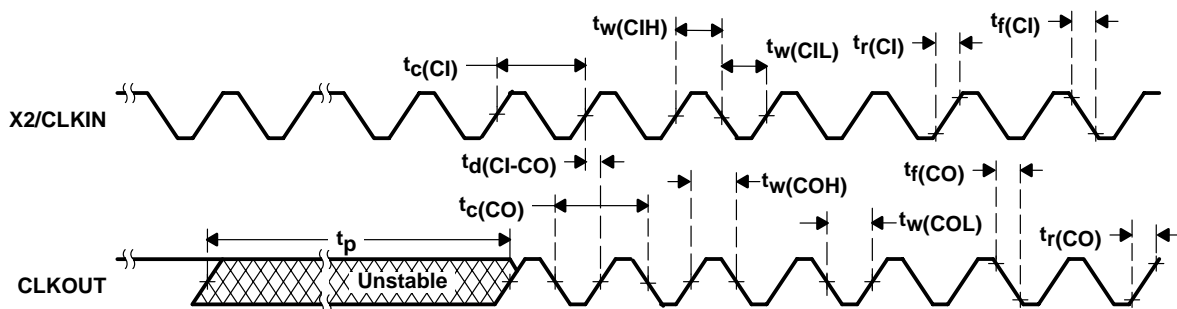 tw(CIH)
tf(CI)
tw(CIL)
tr(CI)
tc(CI)
X2/CLKIN
td(CI-CO)
tf(CO)
tw(COH)
tc(CO)
tp
tw(COL)
tr(CO)
CLKOUT
Unstable